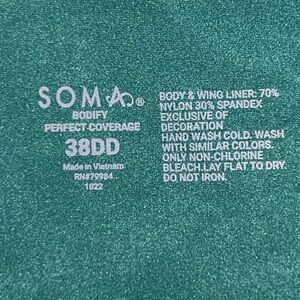 SOMA®
BODIFY
PERFECT COVERAGE
38DD
Made in Vietnam
RN#79984
1022
BODY & WING LINER: 70%
NYLON 30% SPANDEX
EXCLUSIVE OF
DECORATION
HAND WASH COLD. WASH
WITH SIMILAR COLORS.
ONLY NON-CHLORINE
BLEACH.LAY FLAT TO DRY.
DO NOT IRON.